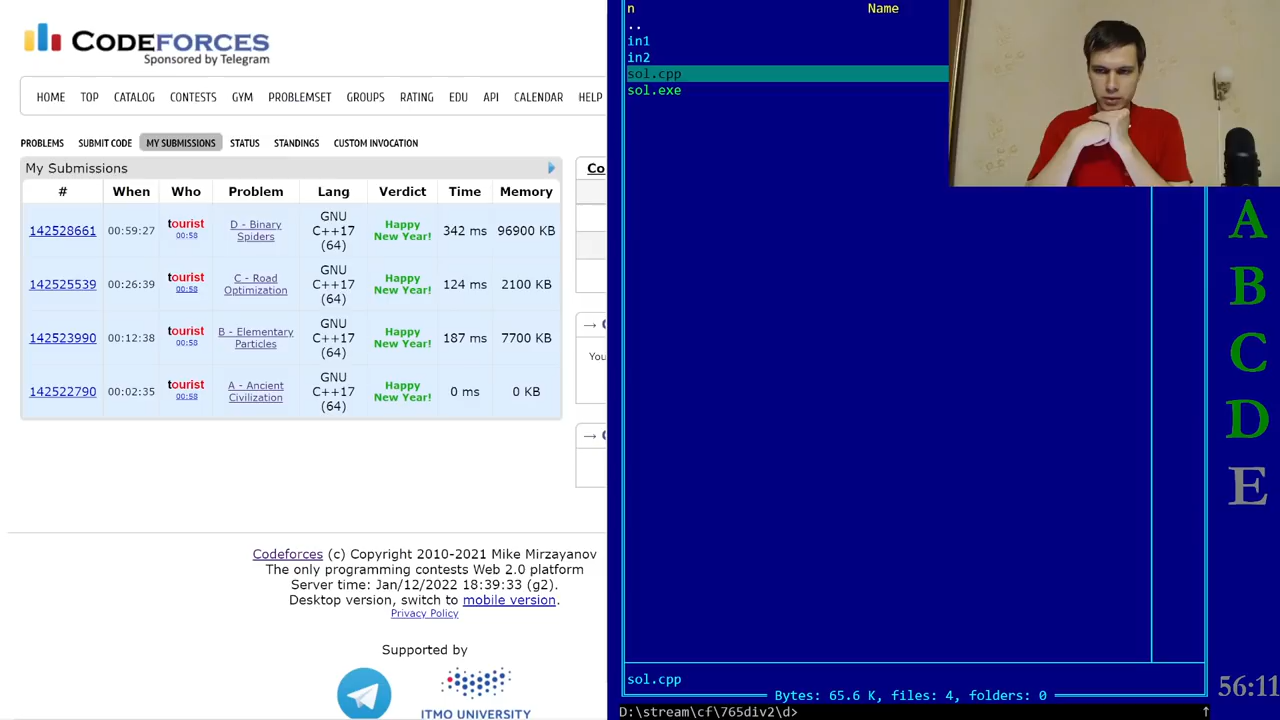 CODEFORCES
Sponsored by Telegram
HOME TOP CATALOG CONTESTS GYM PROBLEMSET GROUPS RATING EDU API CALENDAR HELP
PROBLEMS SUBMIT CODE MY SUBMISSIONS STATUS STANDINGS CUSTOM INVOCATION
My Submissions
# When Who Problem Lang Verdict Time Memory
142528661 00:59:27 tourist 00:58 D - Binary Spiders GNU C++17 (64) Happy New Year! 342 ms 96900 KB
142525539 00:26:39 tourist 00:58 C - Road Optimization GNU C++17 (64) Happy New Year! 124 ms 2100 KB
142523990 00:12:38 tourist 00:58 B - Elementary Particles GNU C++17 (64) Happy New Year! 187 ms 7700 KB
142522790 00:02:35 tourist 00:58 A - Ancient Civilization GNU C++17 (64) Happy New Year! 0 ms 0 KB
Co
→
You
→
Codeforces (c) Copyright 2010-2021 Mike Mirzayanov
The only programming contests Web 2.0 platform
Server time: Jan/12/2022 18:39:33 (g2).
Desktop version, switch to mobile version.
Privacy Policy
Supported by
ITMO UNIVERSITY
n Name
..
in1
in2
sol.cpp
sol.exe
sol.cpp
Bytes: 65.6 K, files: 4, folders: 0
D:\stream\cf\765div2\d> ↑
A
B
C
D
E
56:11